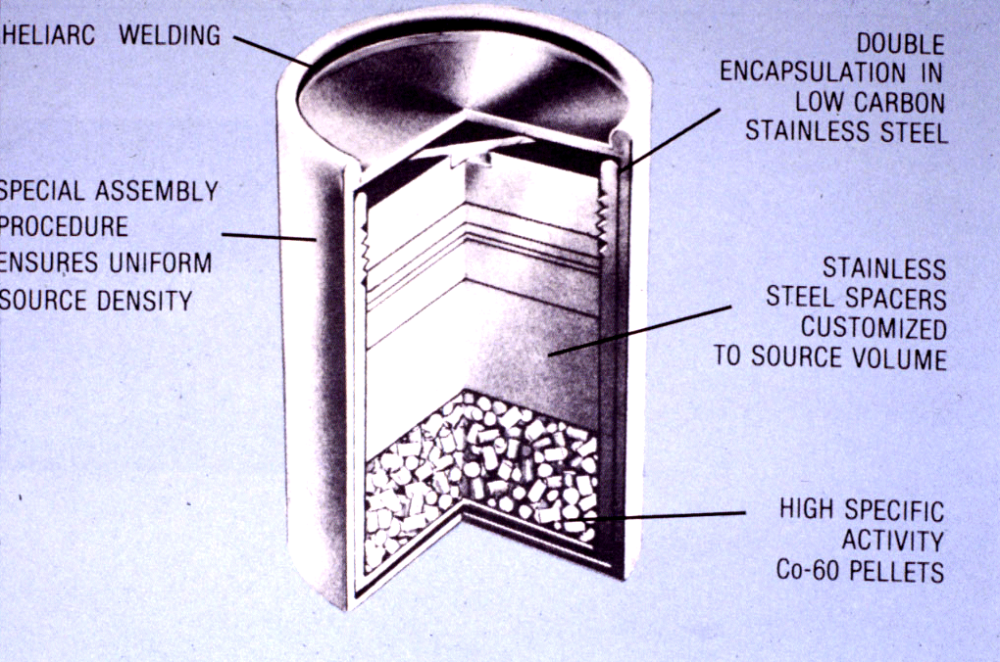 HELIARC WELDING
SPECIAL ASSEMBLY
PROCEDURE
ENSURES UNIFORM
SOURCE DENSITY
DOUBLE
ENCAPSULATION IN
LOW CARBON
STAINLESS STEEL
STAINLESS
STEEL SPACERS
CUSTOMIZED
TO SOURCE VOLUME
HIGH SPECIFIC
ACTIVITY
Co-60 PELLETS